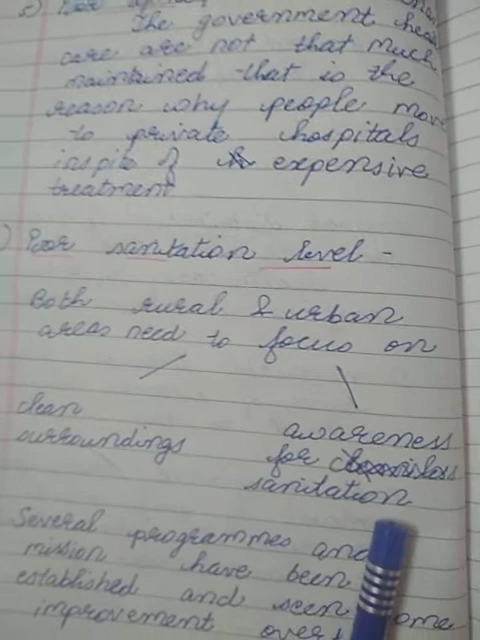 The government heal
care are not that much
maintained that is the
reason why people move
to private hospitals
inspite of expensive
treatment
) Poor sanitation level -
Both rural & urban
areas need to focus on
clean
surroundings
awareness
for
sanitation
Several programmes and
mission have been
established and seen ome
improvement over